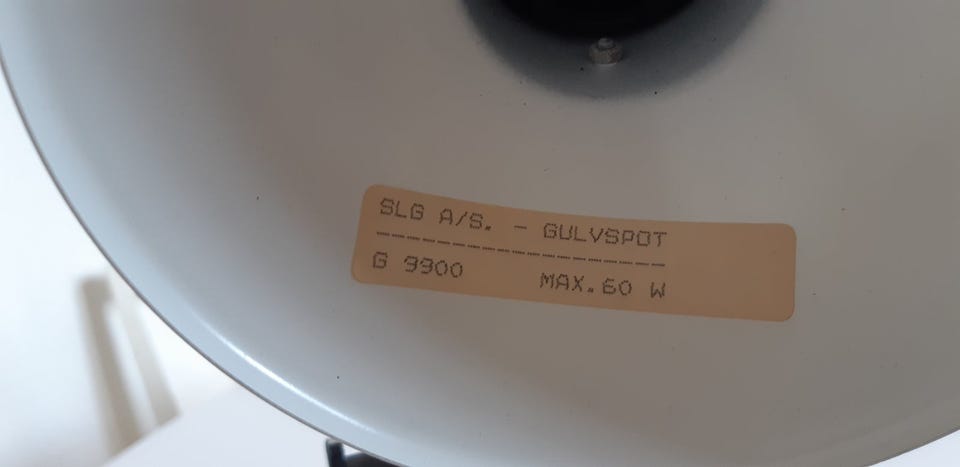 SLG A/S. - GULVSPOT
G 9900 MAX.60 W